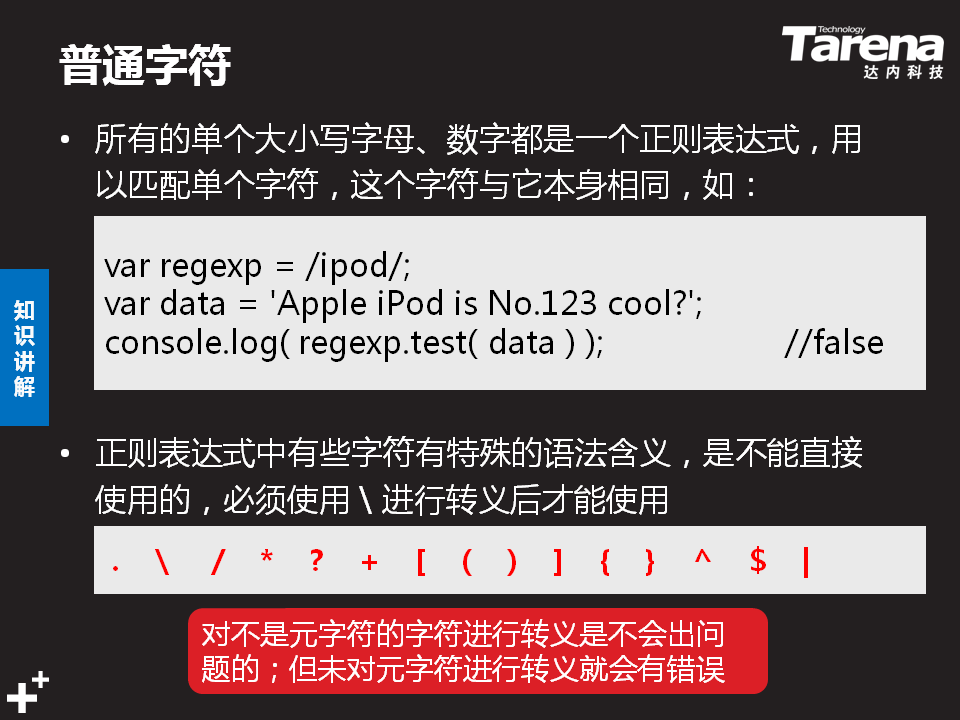 普通字符
Technology
Tarena
达内科技
• 所有的单个大小写字母、数字都是一个正则表达式，用
以匹配单个字符，这个字符与它本身相同，如：
var regexp = /ipod/;
var data = 'Apple iPod is No.123 cool?';
console.log( regexp.test( data ) ); //false
知识讲解
• 正则表达式中有些字符有特殊的语法含义，是不能直接
使用的，必须使用 \ 进行转义后才能使用
. \ / * ? + [ ( ) ] { } ^ $ |
对不是元字符的字符进行转义是不会出问
题的；但未对元字符进行转义就会有错误